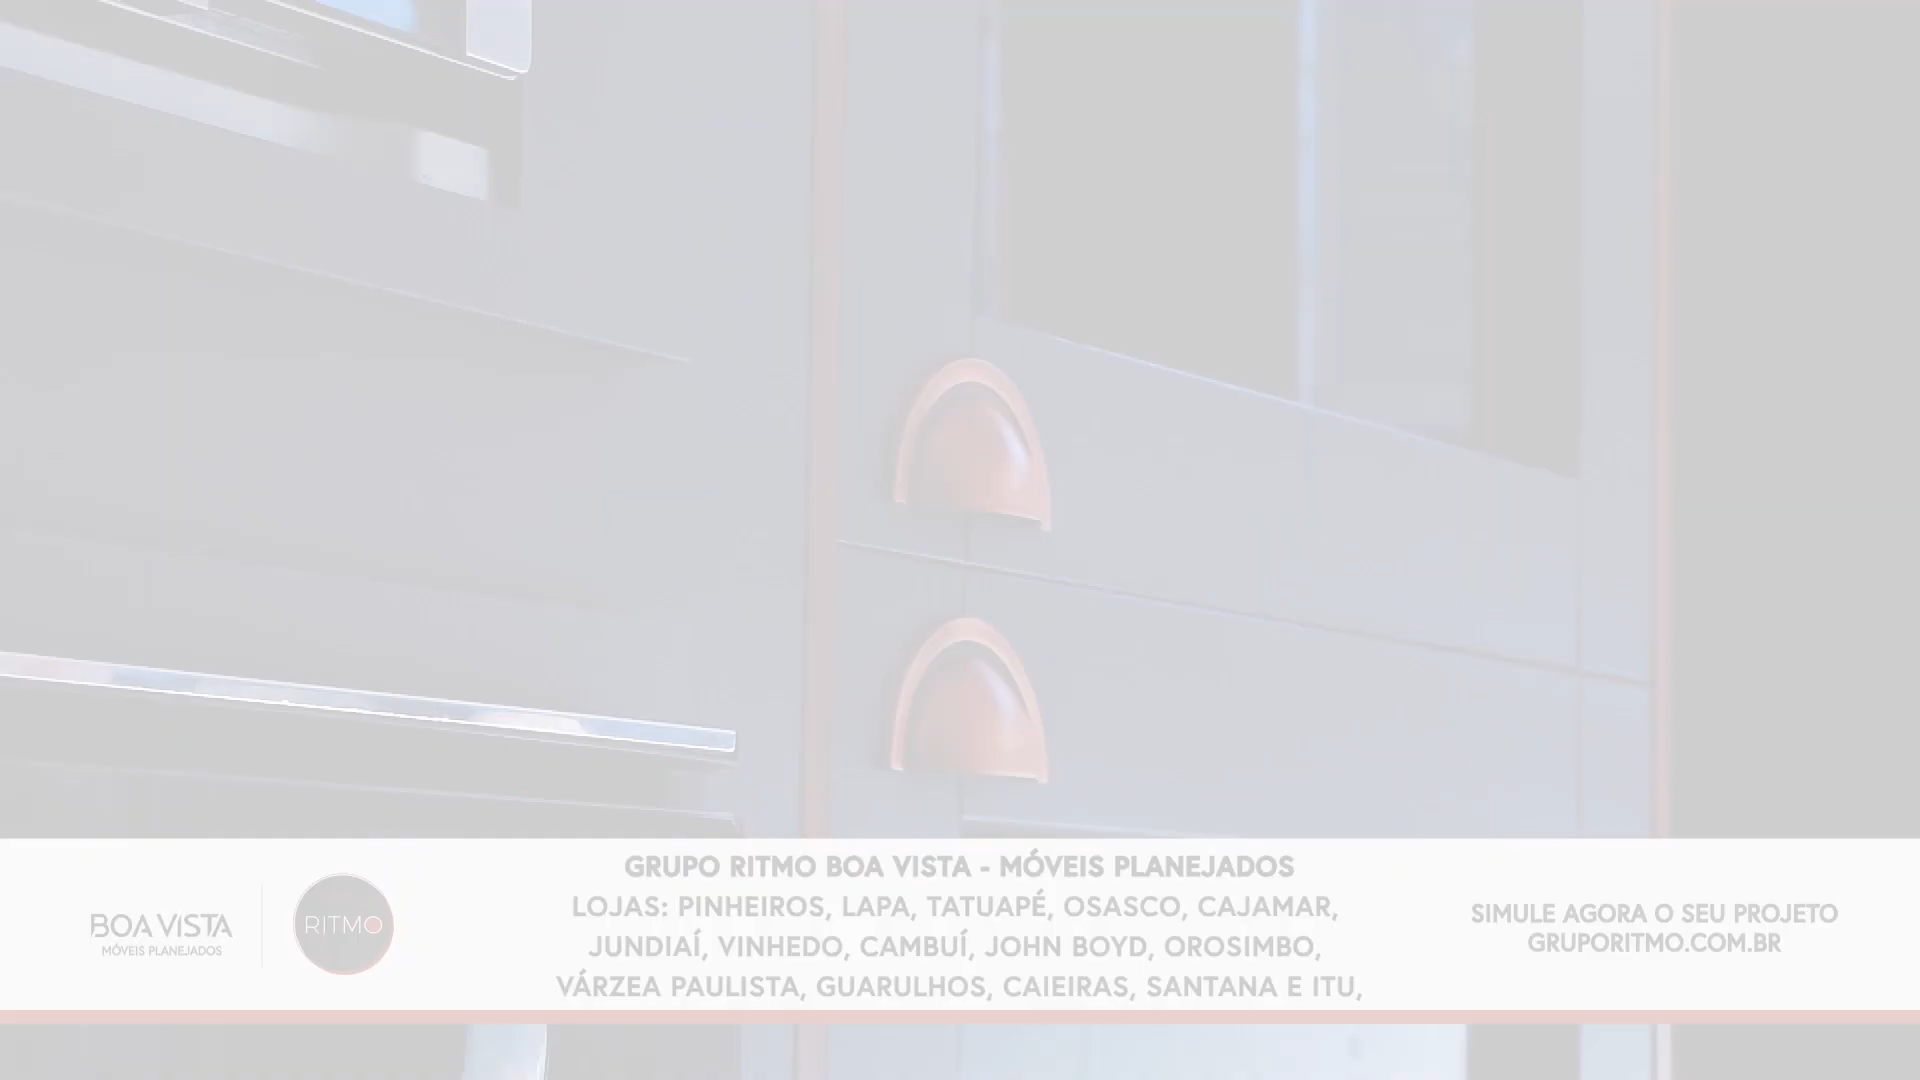 GRUPO RITMO BOA VISTA - MÓVEIS PLANEJADOS
LOJAS: PINHEIROS, LAPA, TATUAPÉ, OSASCO, CAJAMAR,
JUNDIAÍ, VINHEDO, CAMBUÍ, JOHN BOYD, OROSIMBO,
VÁRZEA PAULISTA, GUARULHOS, CAIEIRAS, SANTANA E ITU,
BOA VISTA
MÓVEIS PLANEJADOS
RITMO
SIMULE AGORA O SEU PROJETO
GRUPORITMO.COM.BR